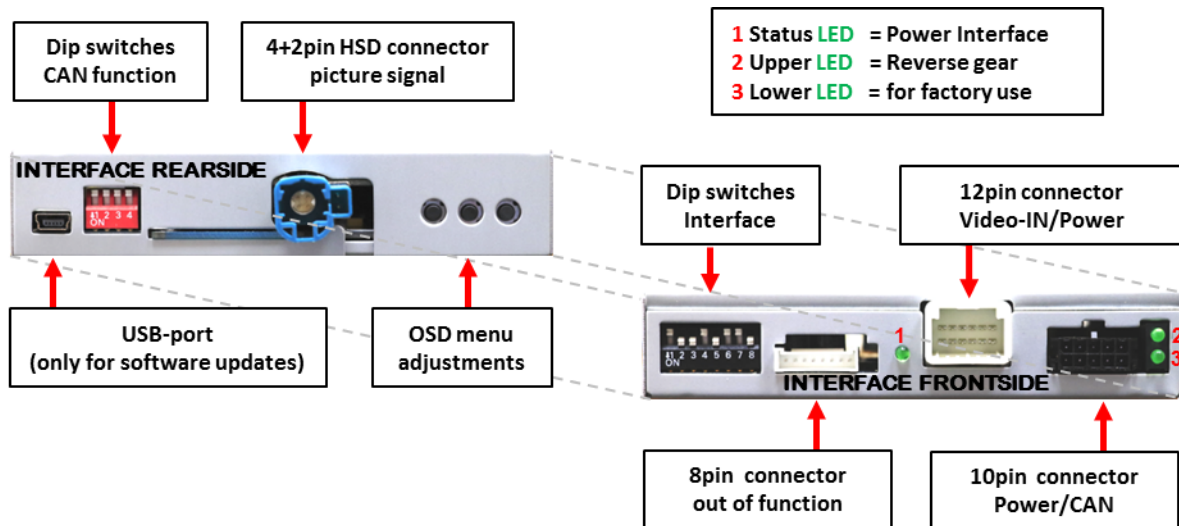 Dip switches
CAN function
4+2pin HSD connector
picture signal
1 Status LED = Power Interface
2 Upper LED = Reverse gear
3 Lower LED = for factory use
INTERFACE REARSIDE
1 2 3 4
ON
USB-port
(only for software updates)
OSD menu
adjustments
Dip switches
Interface
12pin connector
Video-IN/Power
1
2
3
1 2 3 4 5 6 7 8
ON
INTERFACE FRONTSIDE
8pin connector
out of function
10pin connector
Power/CAN